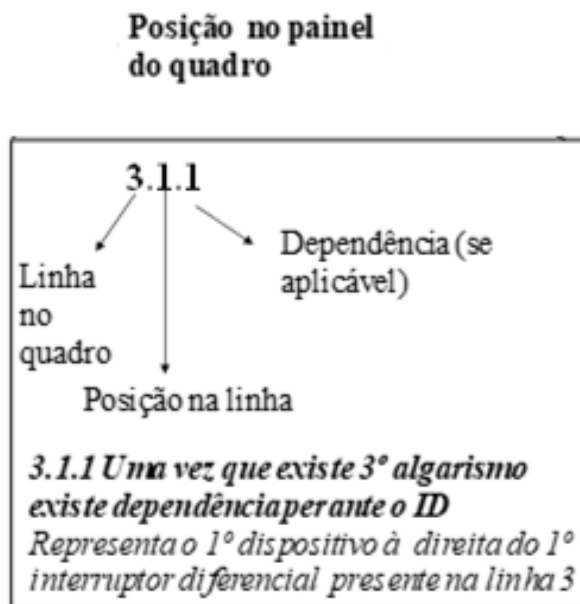 Posição no painel
do quadro
3.1.1
Dependência (se
aplicável)
Linha
no
quadro
Posição na linha
3.1.1 Uma vez que existe 3º algarismo
existe dependência perante o ID
Representa o 1º dispositivo à direita do 1º
interruptor diferencial presente na linha 3